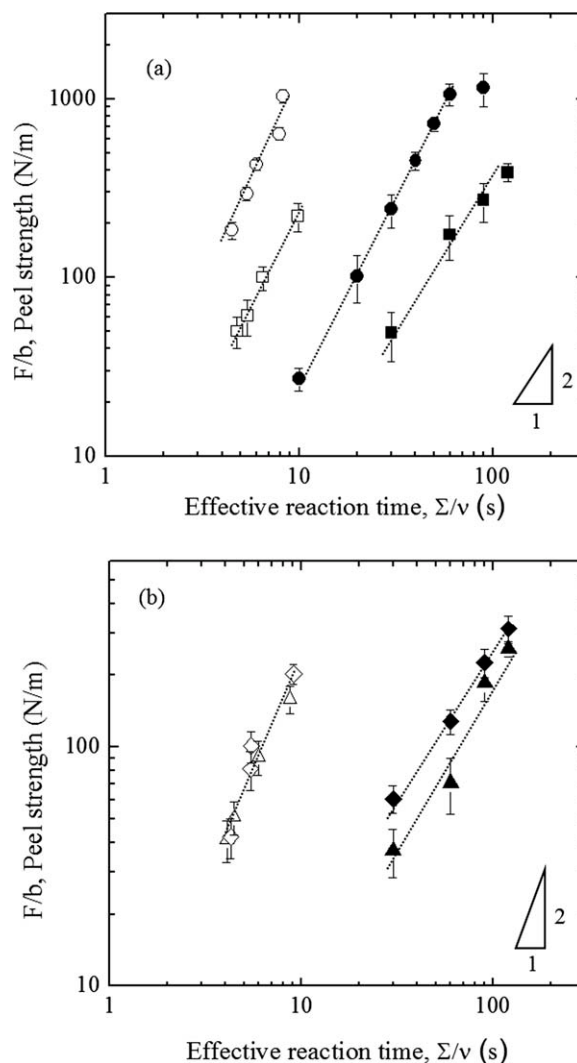 (a)
1000
100
10
F/b, Peel strength (N/m)
2
1
1
10
100
Effective reaction time, Σ/ν (s)
(b)
100
10
F/b, Peel strength (N/m)
2
1
1
10
100
Effective reaction time, Σ/ν (s)